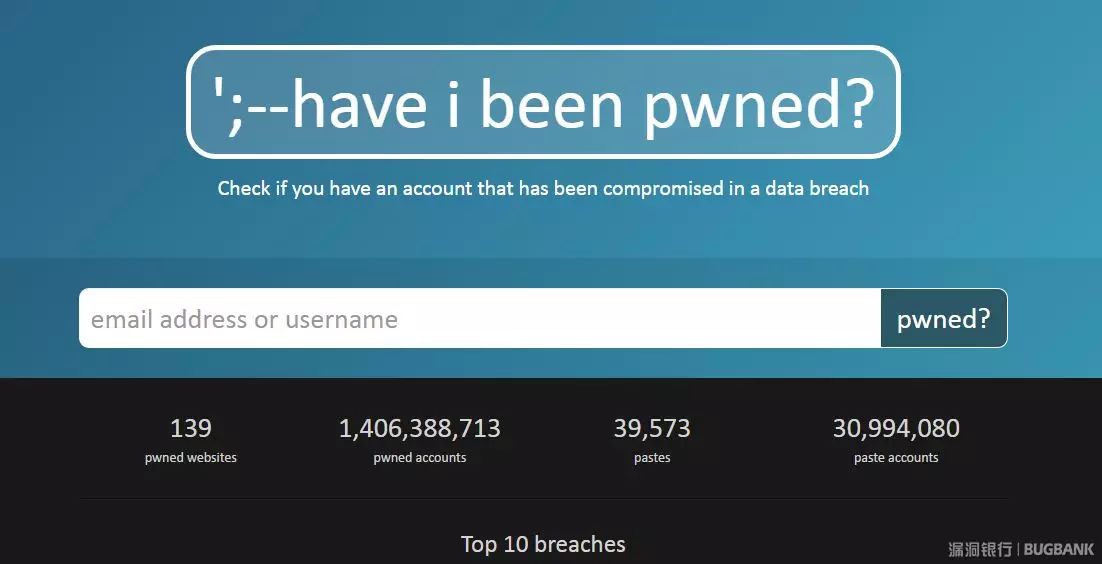 ';--have i been pwned?
Check if you have an account that has been compromised in a data breach
email address or username
pwned?
139
pwned websites
1,406,388,713
pwned accounts
39,573
pastes
30,994,080
paste accounts
Top 10 breaches
漏洞银行 | BUGBANK